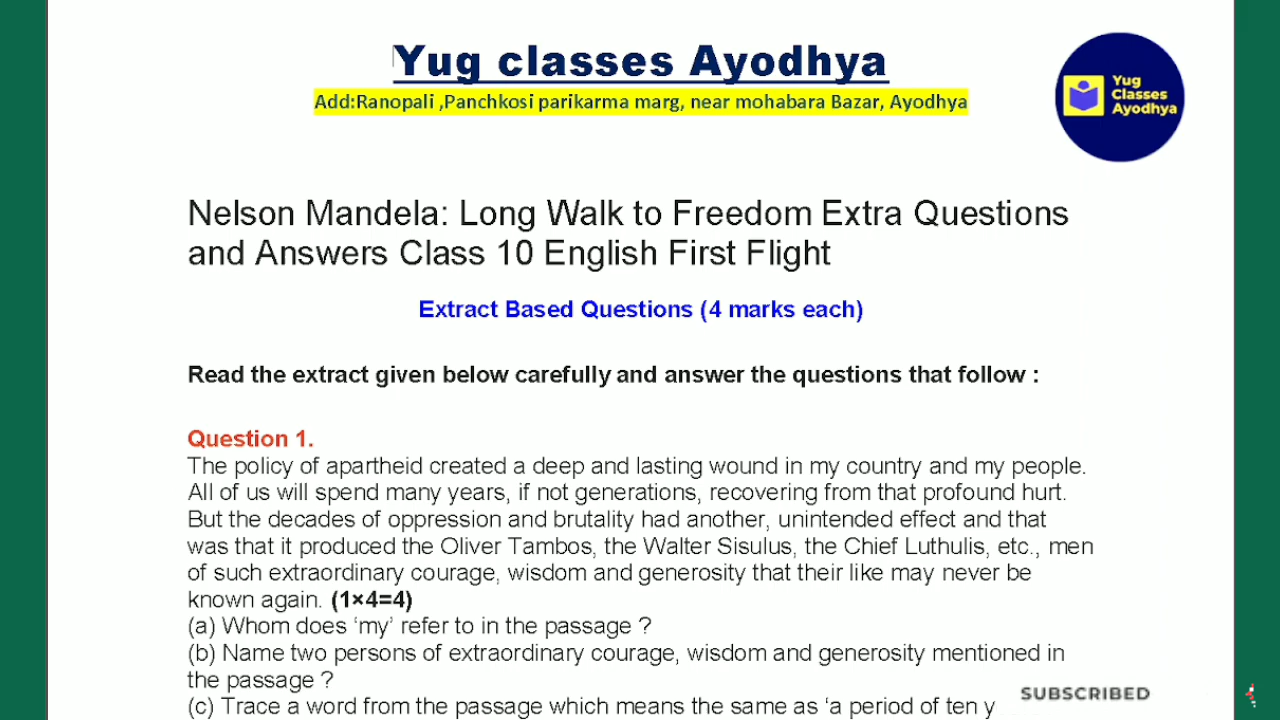 Yug classes Ayodhya
Add:Ranopali ,Panchkosi parikarma marg, near mohabara Bazar, Ayodhya
Yug
Classes
Ayodhya
Nelson Mandela: Long Walk to Freedom Extra Questions
and Answers Class 10 English First Flight
Extract Based Questions (4 marks each)
Read the extract given below carefully and answer the questions that follow :
Question 1.
The policy of apartheid created a deep and lasting wound in my country and my people.
All of us will spend many years, if not generations, recovering from that profound hurt.
But the decades of oppression and brutality had another, unintended effect and that
was that it produced the Oliver Tambos, the Walter Sisulus, the Chief Luthulis, etc., men
of such extraordinary courage, wisdom and generosity that their like may never be
known again. (1×4=4)
(a) Whom does ‘my’ refer to in the passage ?
(b) Name two persons of extraordinary courage, wisdom and generosity mentioned in
the passage ?
(c) Trace a word from the passage which means the same as ‘a period of ten y
SUBSCRIBED